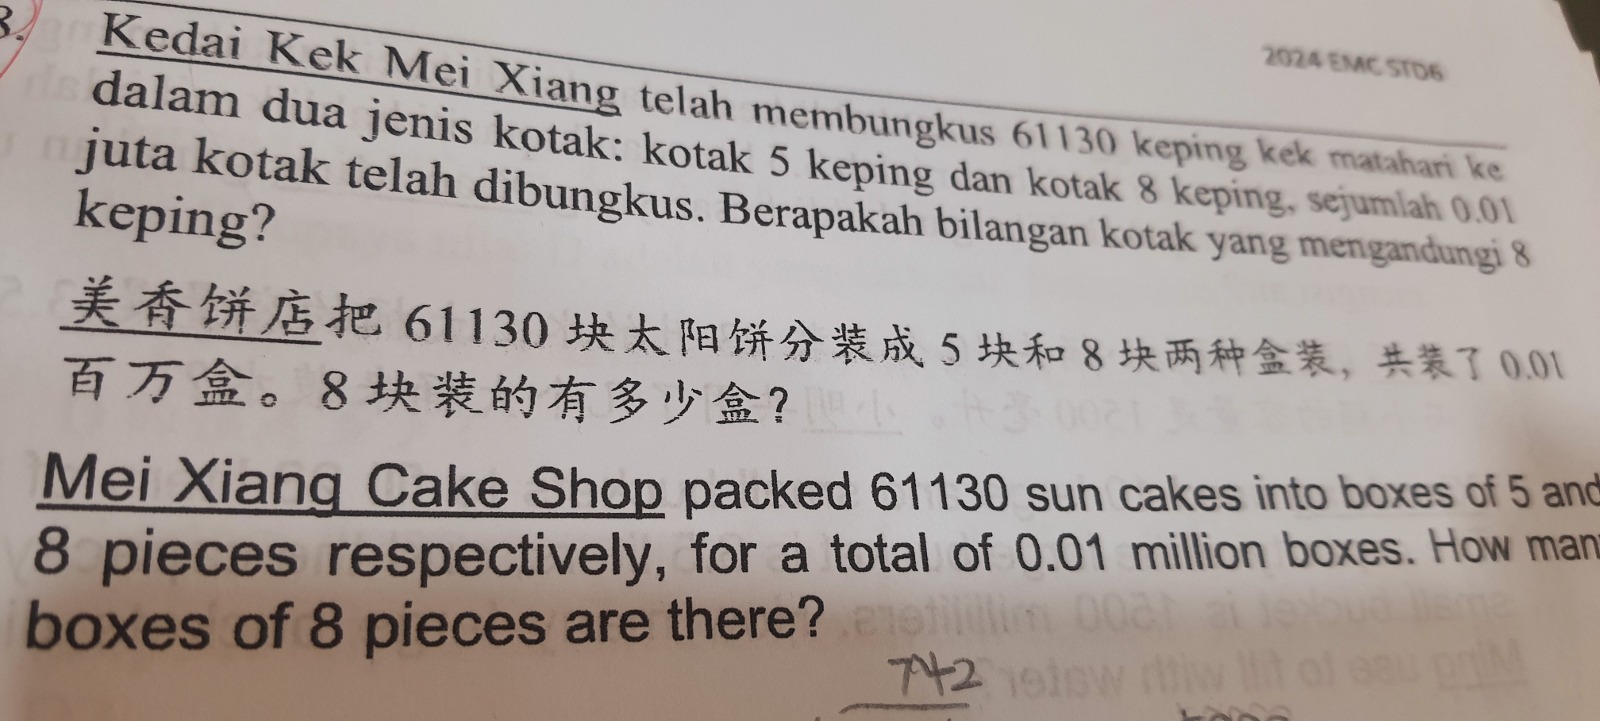 3.
2024 EMC STD6
Kedai Kek Mei Xiang telah membungkus 61130 keping kek matahari ke
dalam dua jenis kotak: kotak 5 keping dan kotak 8 keping, sejumlah 0.01
juta kotak telah dibungkus. Berapakah bilangan kotak yang mengandungi 8
keping?
美香饼店把 61130 块太阳饼分装成 5 块和 8 块两种盒装，共装了 0.01
百万盒。8 块装的有多少盒？
Mei Xiang Cake Shop packed 61130 sun cakes into boxes of 5 and
8 pieces respectively, for a total of 0.01 million boxes. How man
boxes of 8 pieces are there?
742